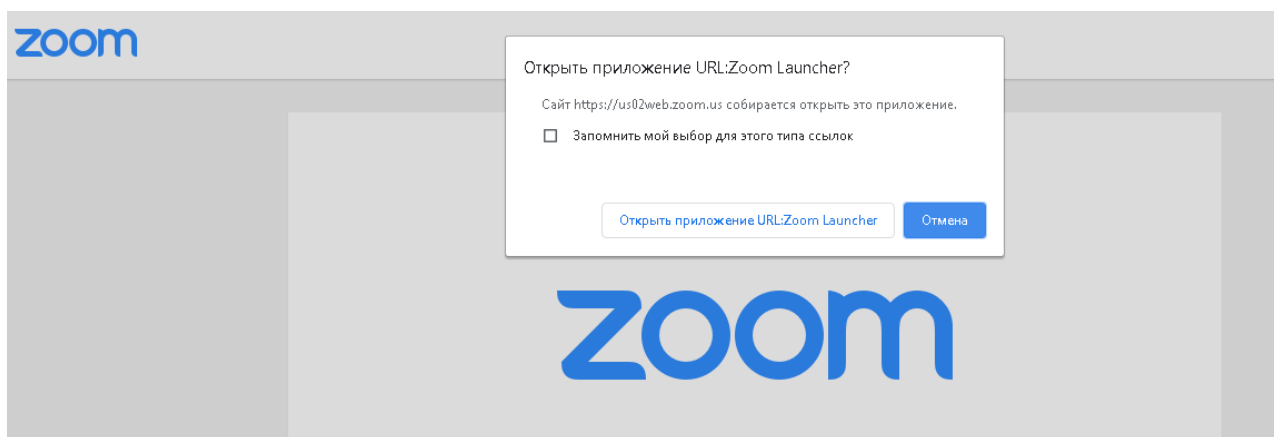 zoom
Открыть приложение URL:Zoom Launcher?
Сайт https://us02web.zoom.us собирается открыть это приложение.
Запомнить мой выбор для этого типа ссылок
Открыть приложение URL:Zoom Launcher
Отмена
zoom